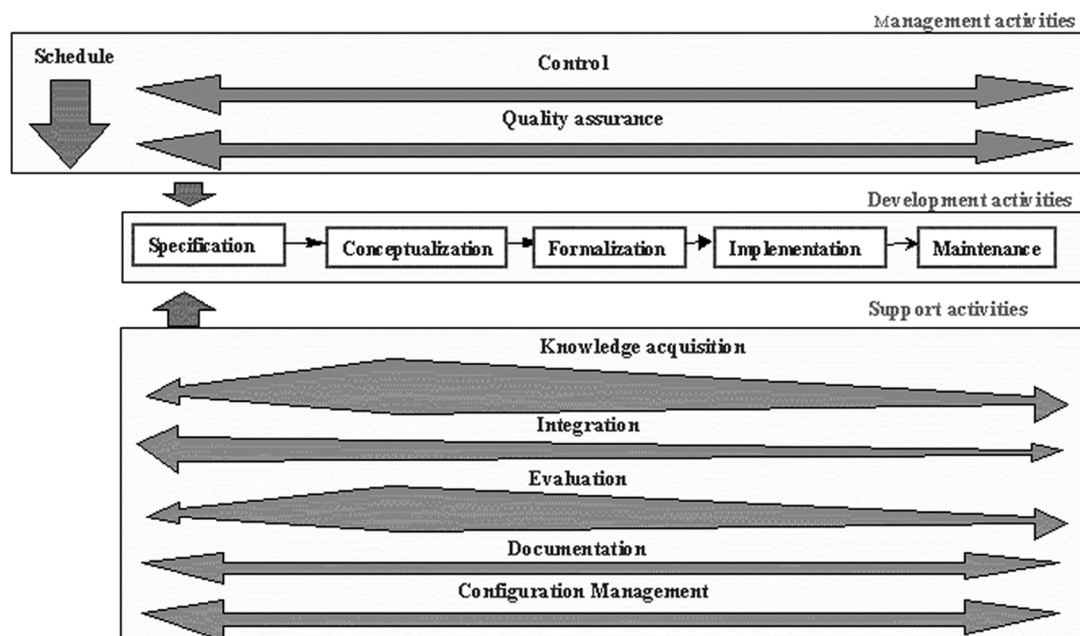 Management activities
Schedule
Control
Quality assurance
Development activities
Specification
Conceptualization
Formalization
Implementation
Maintenance
Support activities
Knowledge acquisition
Integration
Evaluation
Documentation
Configuration Management